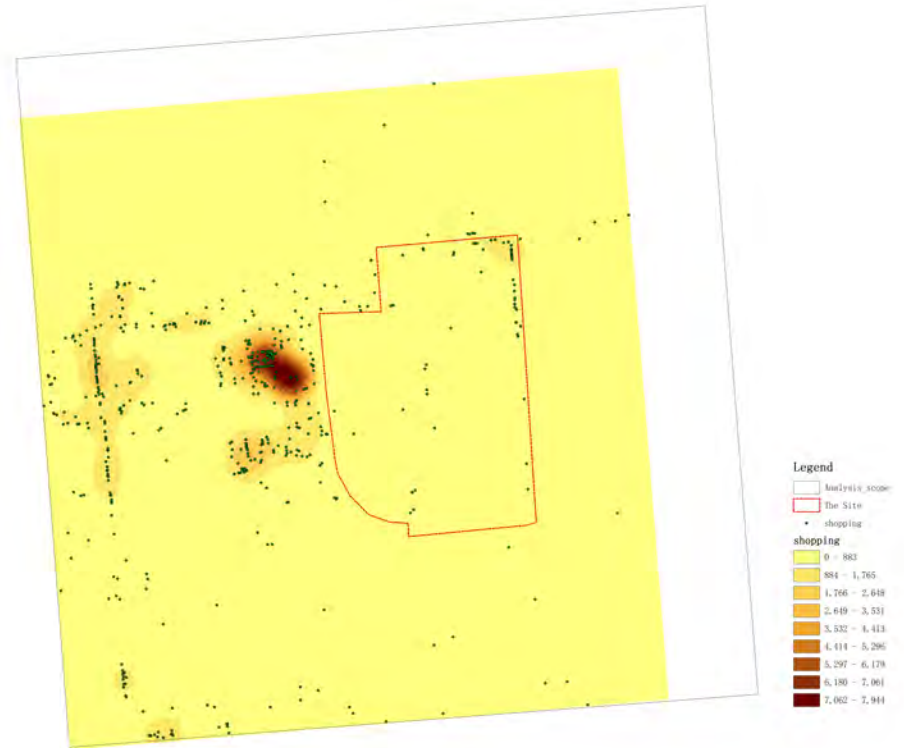 Legend
Analysis_scope
The Site
shopping
shopping
0 - 883
884 - 1,765
1,766 - 2,648
2,649 - 3,531
3,532 - 4,413
4,414 - 5,296
5,297 - 6,179
6,180 - 7,061
7,062 - 7,944